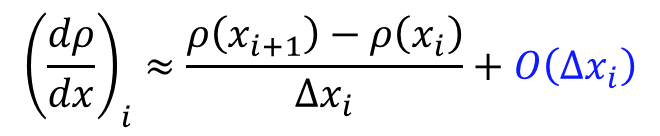 (dρ/dx)_i ≈ (ρ(x_{i+1}) − ρ(x_i))/Δx_i + O(Δx_i)